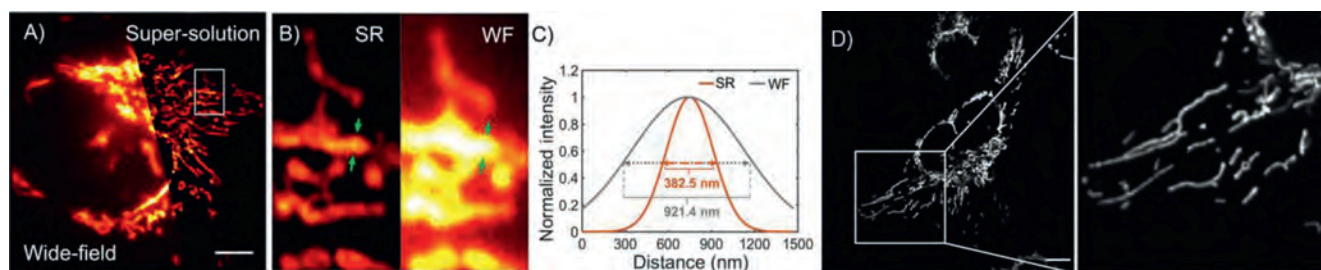 A)
Super-solution
Wide-field
B)
SR
WF
C)
Normalized intensity
1.2
1
0.8
0.6
0.4
0.2
0
SR
WF
382.5 nm
921.4 nm
0 300 600 900 1200 1500
Distance (nm)
D)